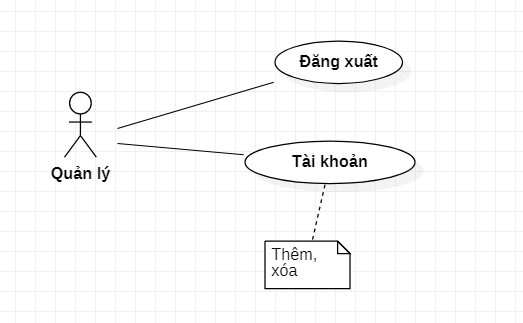 Đăng xuất
Tài khoản
Quản lý
Thêm,
xóa